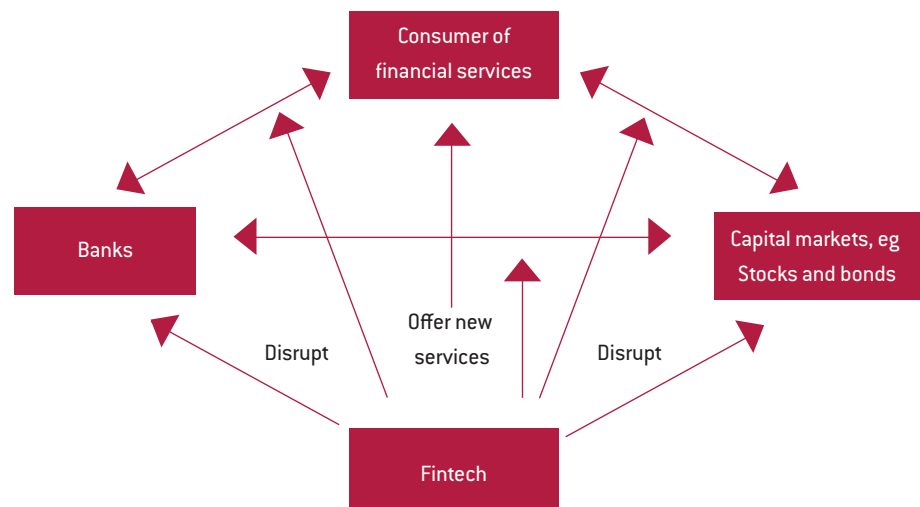 Consumer of
financial services
Banks
Capital markets, eg
Stocks and bonds
Offer new
services
Disrupt
Disrupt
Fintech